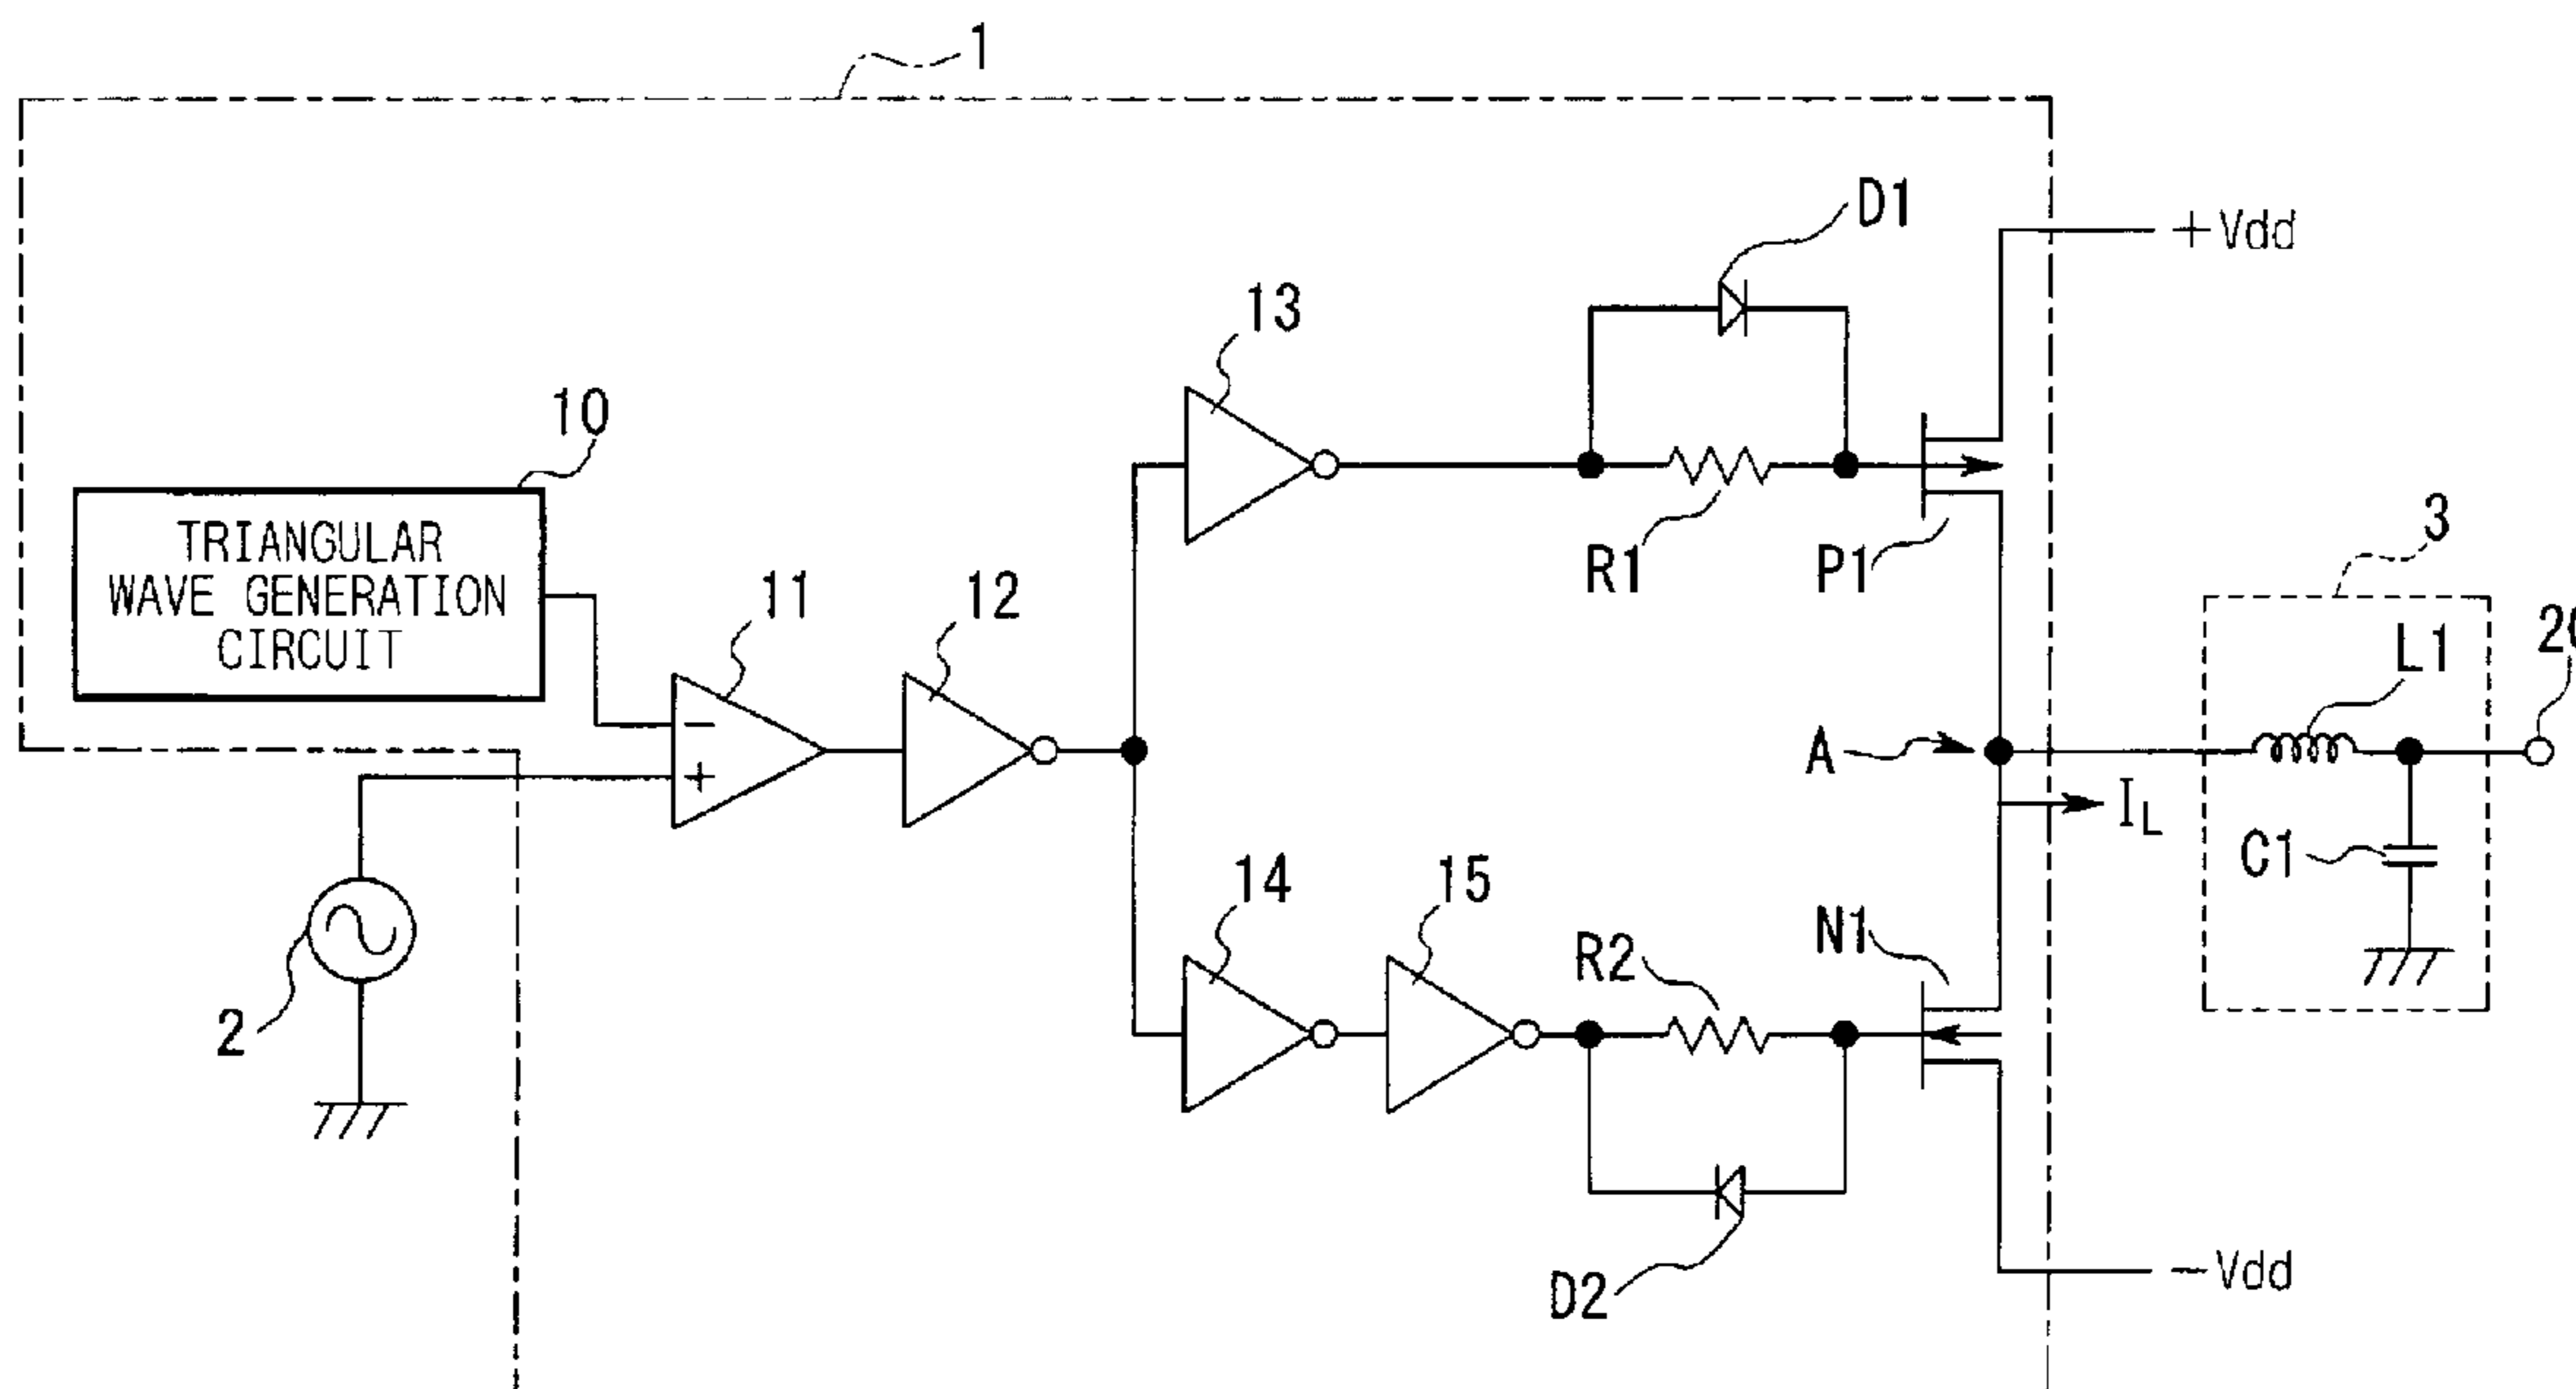 1
D1
+Vdd
13
10
TRIANGULAR
WAVE GENERATION
CIRCUIT
R1
P1
3
11
12
L1
A
IL
C1
14
15
N1
R2
2
D2
-Vdd